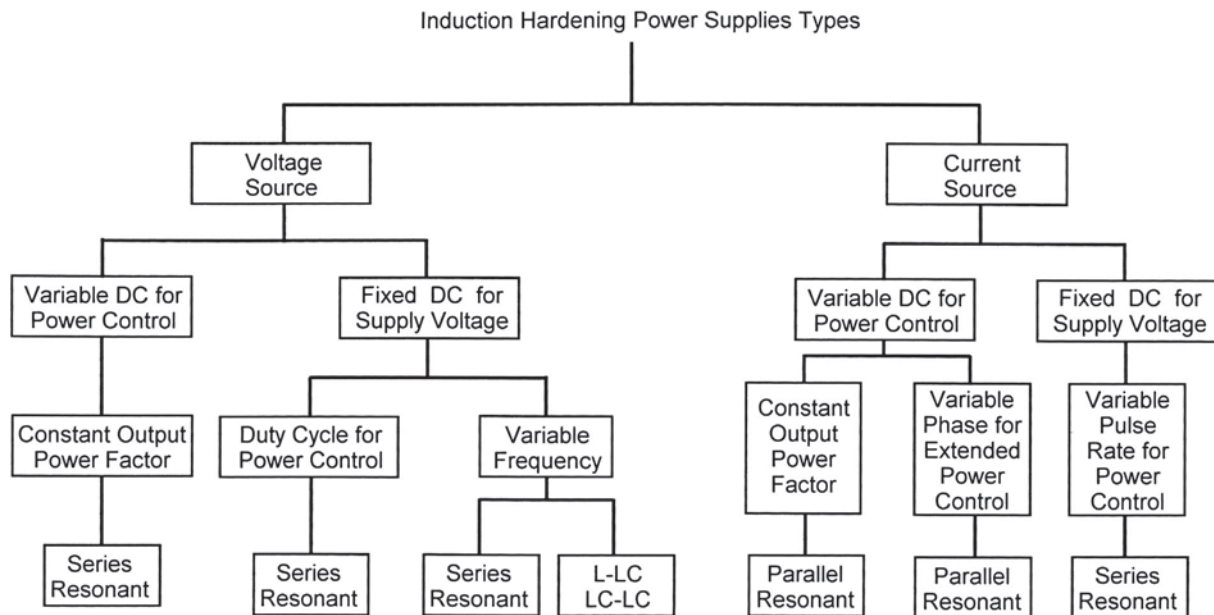 Induction Hardening Power Supplies Types
Voltage
Source
Current
Source
Variable DC for
Power Control
Fixed DC for
Supply Voltage
Variable DC for
Power Control
Fixed DC for
Supply Voltage
Constant Output
Power Factor
Duty Cycle for
Power Control
Variable
Frequency
Constant
Output
Power
Factor
Variable
Phase for
Extended
Power
Control
Variable
Pulse
Rate for
Power
Control
Series
Resonant
Series
Resonant
Series
Resonant
L-LC
LC-LC
Parallel
Resonant
Parallel
Resonant
Series
Resonant